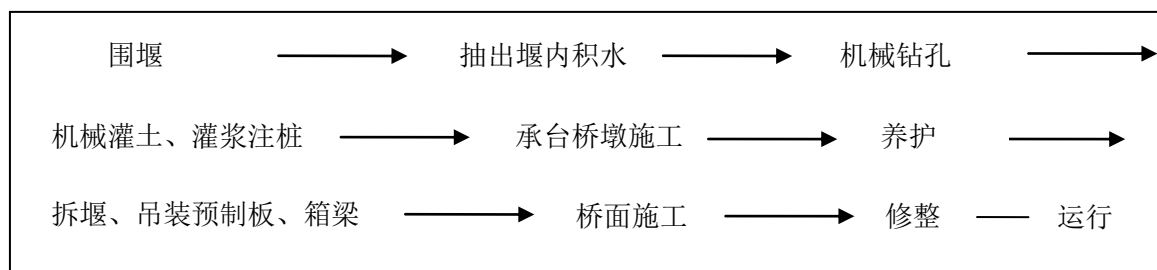 围堰 抽出堰内积水 机械钻孔
机械灌土、灌浆注桩 承台桥墩施工 养护
拆堰、吊装预制板、箱梁 桥面施工 修整 运行